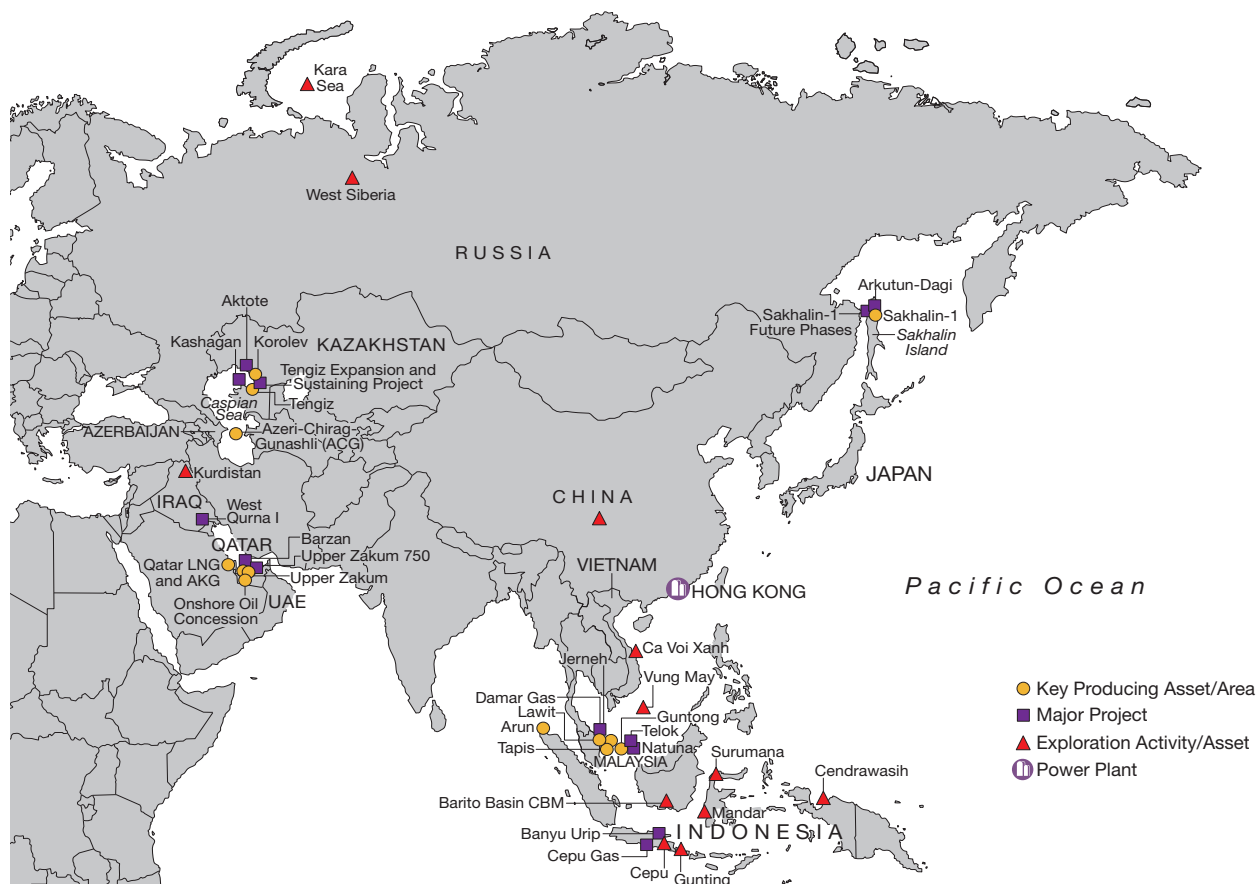 Kara
Sea
West Siberia
RUSSIA
Arkutun-Dagi
Aktote
Sakhalin-1
Future Phases
Sakhalin-1
Sakhalin
Island
Kashagan
Korolev
KAZAKHSTAN
Tengiz Expansion and
Sustaining Project
Caspian
Sea
Tengiz
AZERBAIJAN
Azeri-Chirag-
Gunashli (ACG)
Kurdistan
JAPAN
IRAQ
West
Qurna I
CHINA
QATAR
Barzan
Qatar LNG
and AKG
Upper Zakum 750
Upper Zakum
VIETNAM
HONG KONG
Pacific Ocean
Onshore Oil
Concession
UAE
Ca Voi Xanh
Jerneh
Vung May
Damar Gas
Lawit
Guntong
Arun
Telok
Tapis
Natuna
MALAYSIA
Surumana
Cendrawasih
Barito Basin CBM
Mandar
Banyu Urip
INDONESIA
Cepu Gas
Cepu
Gunting
Key Producing Asset/Area
Major Project
Exploration Activity/Asset
Power Plant